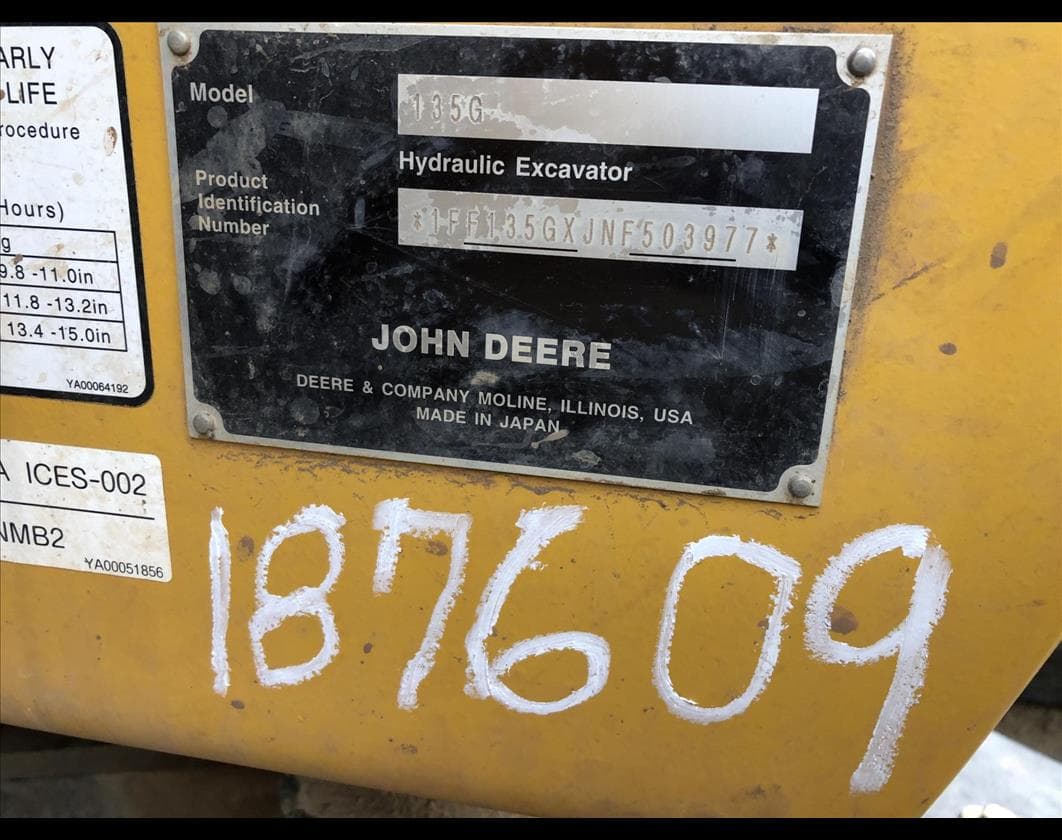 ARLY
LIFE
rocedure
Hours)
g
9.8 -11.0in
11.8 -13.2in
13.4 -15.0in
YA00064192
A ICES-002
NMB2
YA00051856
Model
135G
Hydraulic Excavator
Product
Identification
Number
*1FF135GXJNF503977*
JOHN DEERE
DEERE & COMPANY MOLINE, ILLINOIS, USA
MADE IN JAPAN
187609